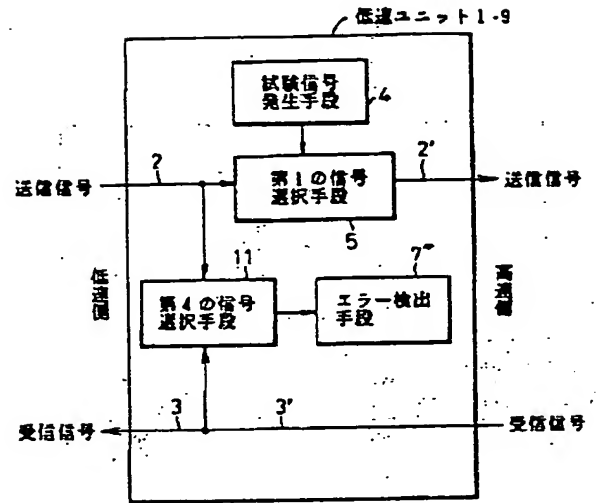 低速ユニット1-9
試験信号
発生手段
4
2
2'
送信信号
第1の信号
選択手段
送信信号
5
11
7"
低速側
第4の信号
選択手段
エラー検出
手段
高速側
3
3'
受信信号
受信信号